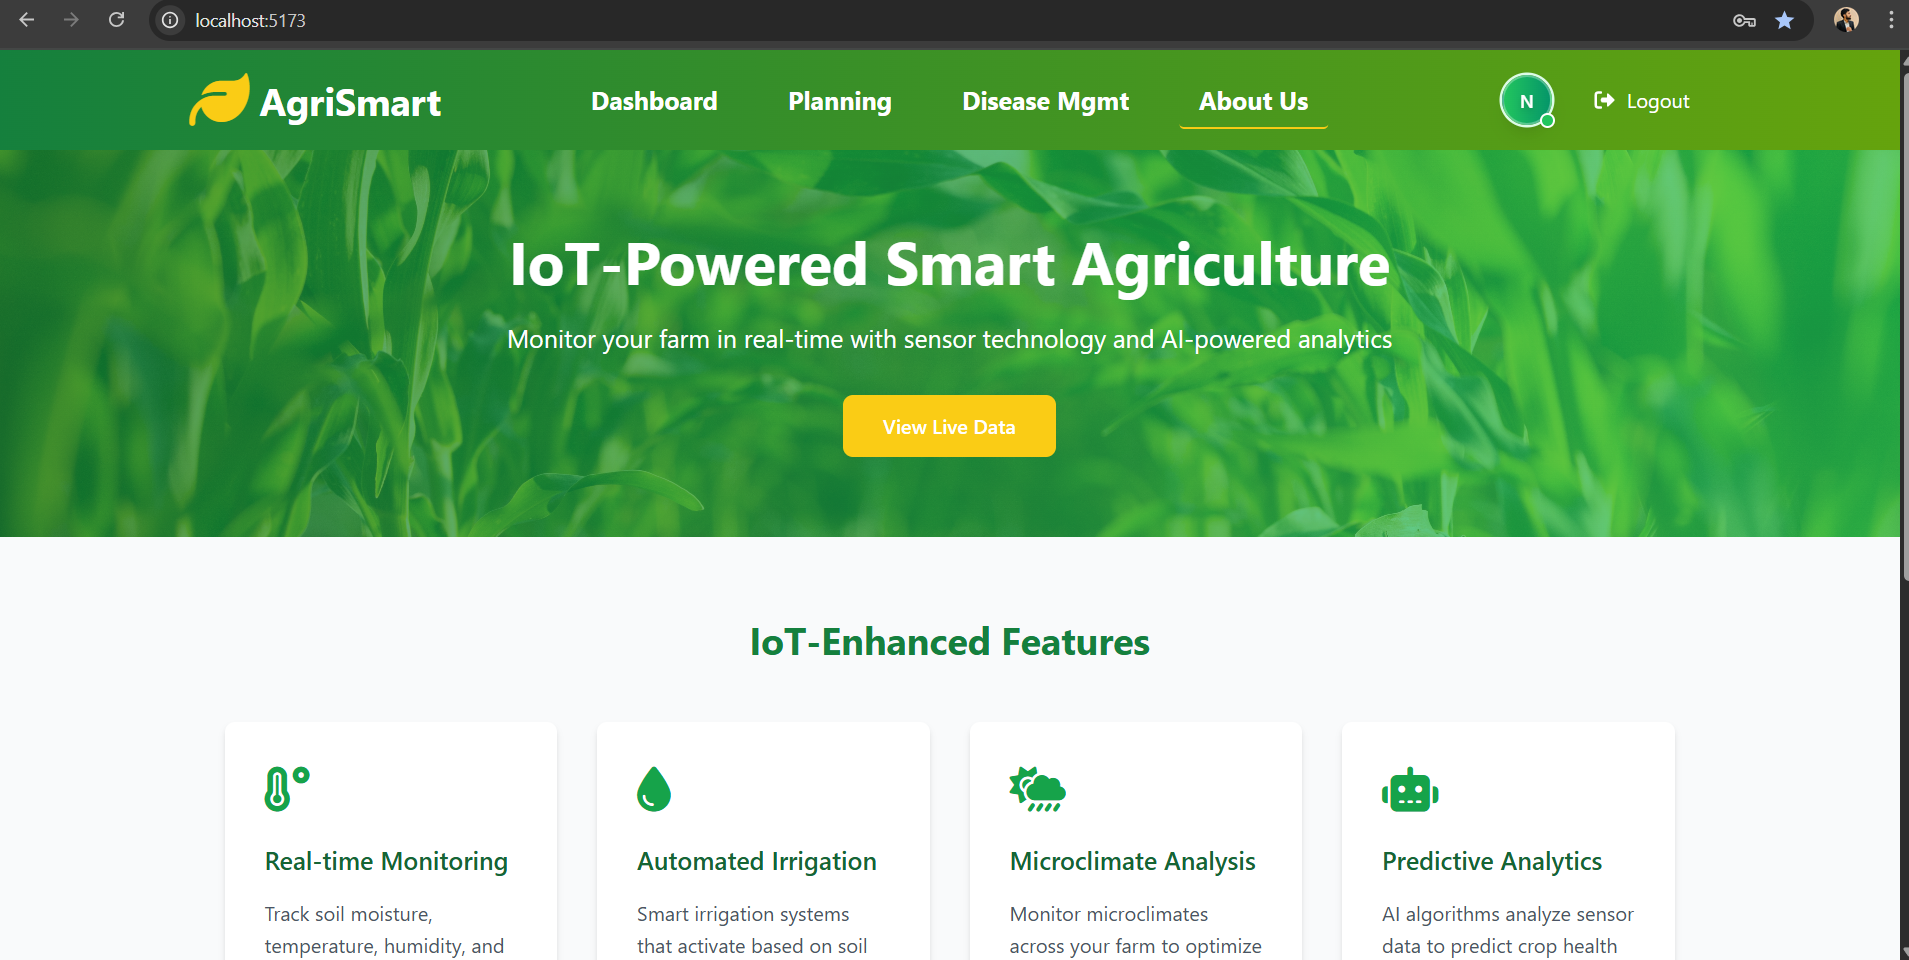 localhost:5173
AgriSmart
Dashboard
Planning
Disease Mgmt
About Us
N
Logout
IoT-Powered Smart Agriculture
Monitor your farm in real-time with sensor technology and AI-powered analytics
View Live Data
IoT-Enhanced Features
Real-time Monitoring
Track soil moisture,
temperature, humidity, and
Automated Irrigation
Smart irrigation systems
that activate based on soil
Microclimate Analysis
Monitor microclimates
across your farm to optimize
Predictive Analytics
AI algorithms analyze sensor
data to predict crop health